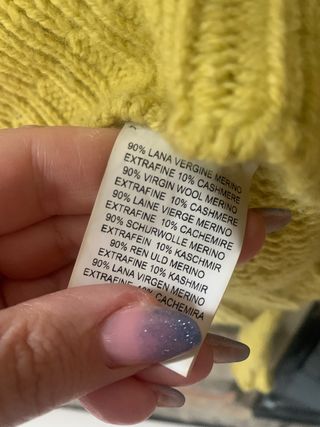 90% LANA VERGINE MERINO
EXTRAFINE 10% CASHMERE
90% VIRGIN WOOL MERINO
EXTRAFINE 10% CASHMERE
90% LAINE VIERGE MERINO
EXTRAFINE 10% CACHEMIRE
90% SCHURWOLLE MERINO
EXTRAFEIN 10% KASCHMIR
90% REN ULD MERINO
EXTRAFINE 10% KASHMIR
90% LANA VIRGEN MERINO
EXTRAFINE 10% CACHEMIRA